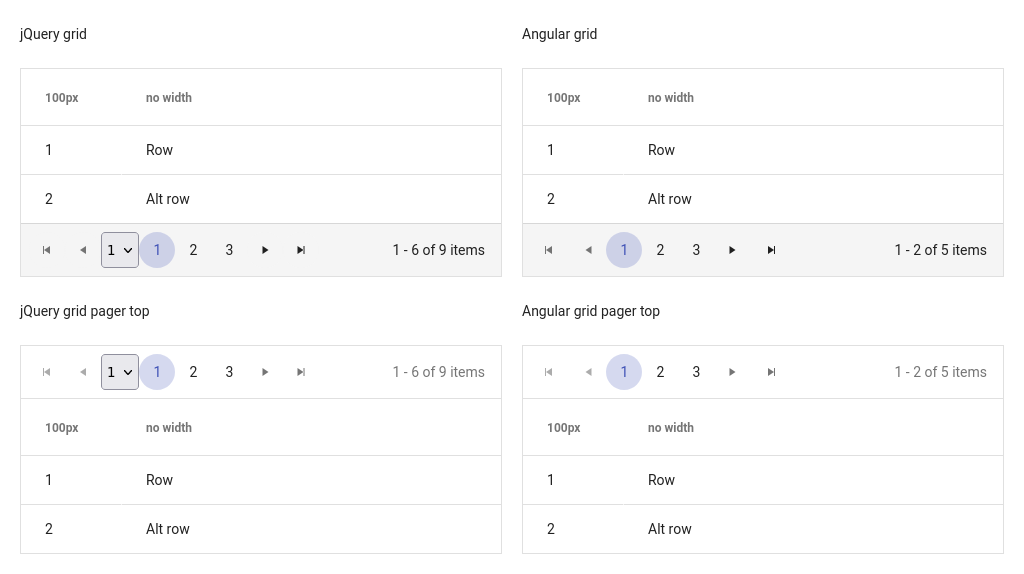 jQuery grid
100px no width
1 Row
2 Alt row
1 1 2 3 1 - 6 of 9 items
Angular grid
100px no width
1 Row
2 Alt row
1 2 3 1 - 2 of 5 items
jQuery grid pager top
1 1 2 3 1 - 6 of 9 items
100px no width
1 Row
2 Alt row
Angular grid pager top
1 2 3 1 - 2 of 5 items
100px no width
1 Row
2 Alt row